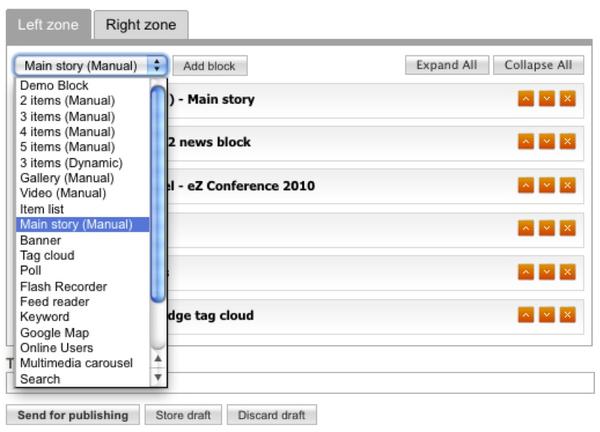 Left zone
Right zone
Main story (Manual)
Add block
Expand All
Collapse All
Demo Block
2 items (Manual)
3 items (Manual)
4 items (Manual)
5 items (Manual)
3 items (Dynamic)
Gallery (Manual)
Video (Manual)
Item list
Main story (Manual)
Banner
Tag cloud
Poll
Flash Recorder
Feed reader
Keyword
Google Map
Online Users
Multimedia carousel
Search
) - Main story
2 news block
el - eZ Conference 2010
dge tag cloud
T
Send for publishing
Store draft
Discard draft